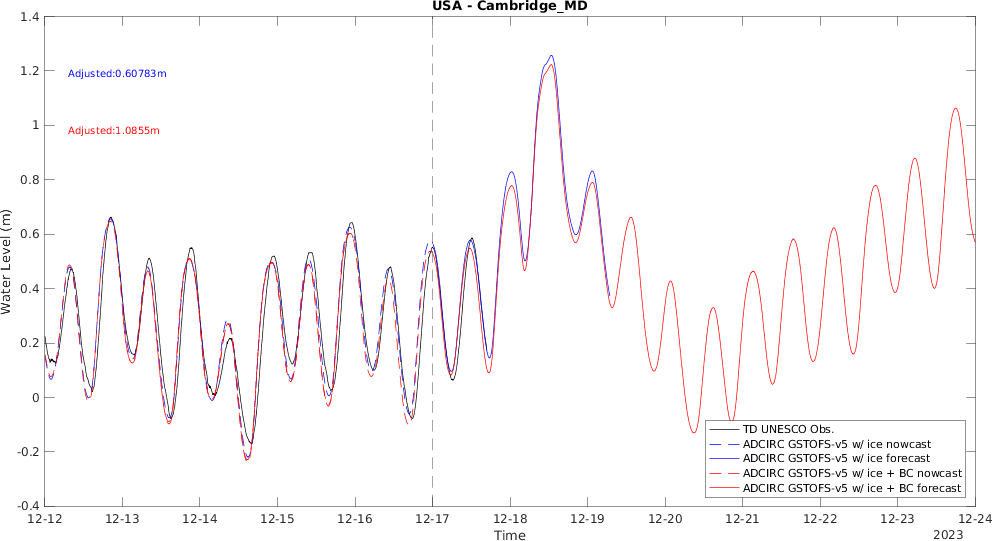 USA - Cambridge_MD
1.4
1.2
1
0.8
0.6
0.4
0.2
0
-0.2
-0.4
Water Level (m)
Adjusted:0.60783m
Adjusted:1.0855m
TD UNESCO Obs.
ADCIRC GSTOFS-v5 w/ ice nowcast
ADCIRC GSTOFS-v5 w/ ice forecast
ADCIRC GSTOFS-v5 w/ ice + BC nowcast
ADCIRC GSTOFS-v5 w/ ice + BC forecast
12-12 12-13 12-14 12-15 12-16 12-17 12-18 12-19 12-20 12-21 12-22 12-23 12-24
Time
2023